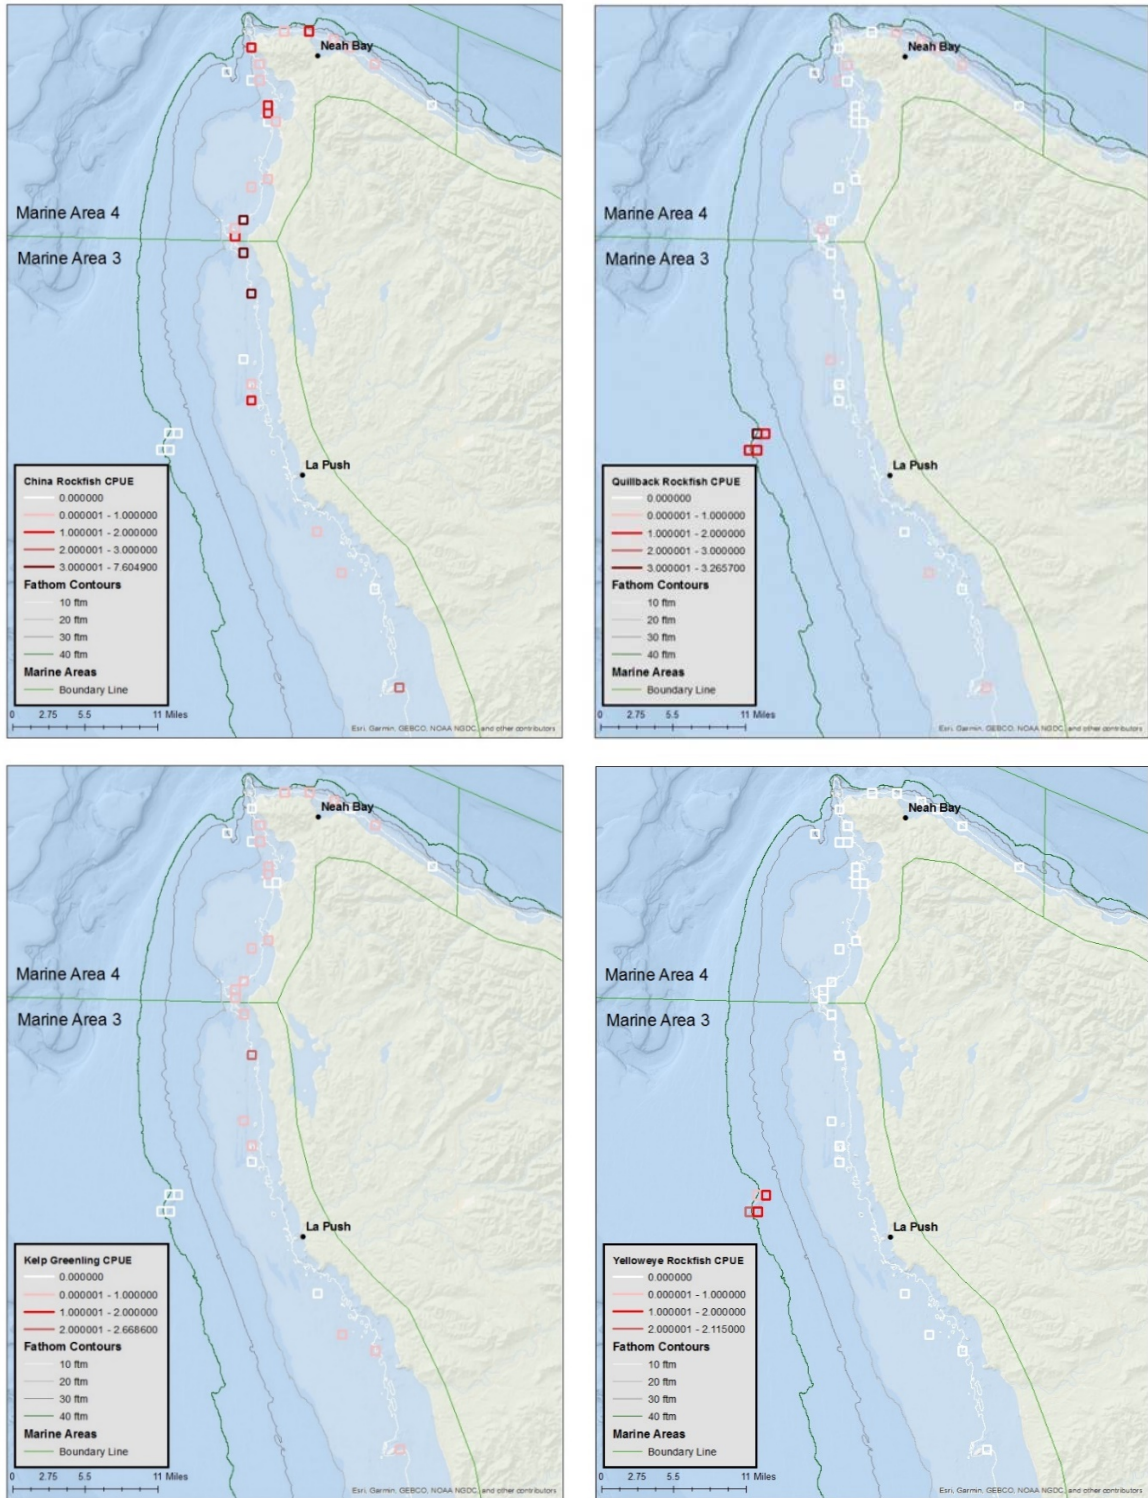 Neah Bay
Marine Area 4
Marine Area 3
La Push
China Rockfish CPUE
0.000000
0.000001 - 1.000000
1.000001 - 2.000000
2.000001 - 3.000000
3.000001 - 7.604900
Fathom Contours
10 ftm
20 ftm
30 ftm
40 ftm
Marine Areas
Boundary Line
0 2.75 5.5 11 Miles
Esri, Garmin, GEBCO, NOAA NGDC, and other contributors
Neah Bay
Marine Area 4
Marine Area 3
La Push
Quillback Rockfish CPUE
0.000000
0.000001 - 1.000000
1.000001 - 2.000000
2.000001 - 3.000000
3.000001 - 3.265700
Fathom Contours
10 ftm
20 ftm
30 ftm
40 ftm
Marine Areas
Boundary Line
0 2.75 5.5 11 Miles
Esri, Garmin, GEBCO, NOAA NGDC, and other contributors
Neah Bay
Marine Area 4
Marine Area 3
La Push
Kelp Greenling CPUE
0.000000
0.000001 - 1.000000
1.000001 - 2.000000
2.000001 - 2.668600
Fathom Contours
10 ftm
20 ftm
30 ftm
40 ftm
Marine Areas
Boundary Line
0 2.75 5.5 11 Miles
Esri, Garmin, GEBCO, NOAA NGDC, and other contributors
Neah Bay
Marine Area 4
Marine Area 3
La Push
Yelloweye Rockfish CPUE
0.000000
0.000001 - 1.000000
1.000001 - 2.000000
2.000001 - 2.115000
Fathom Contours
10 ftm
20 ftm
30 ftm
40 ftm
Marine Areas
Boundary Line
0 2.75 5.5 11 Miles
Esri, Garmin, GEBCO, NOAA NGDC, and other contributors